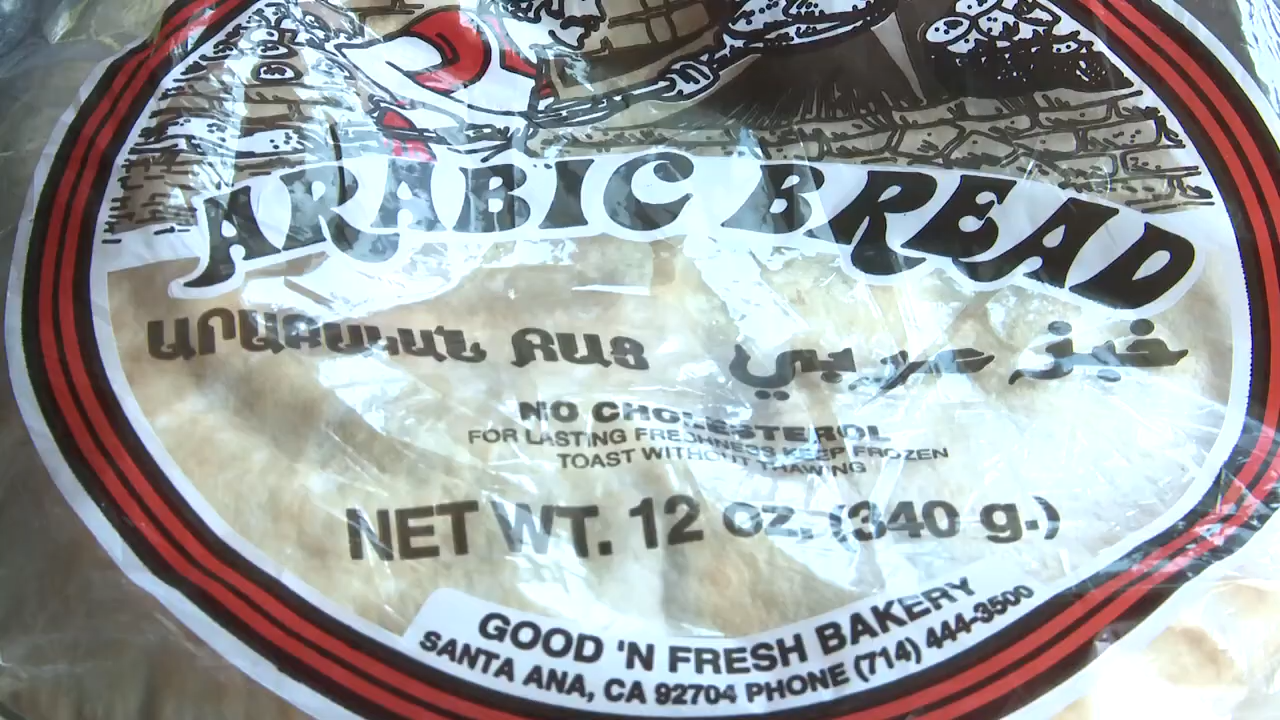 ARABIC BREAD
ԱՐԱԲԱԿԱՆ ՀԱՑ
خبز عربي
NO CHOLESTEROL
FOR LASTING FRESHNESS KEEP FROZEN
TOAST WITHOUT THAWING
NET WT. 12 oz. (340 g.)
GOOD 'N FRESH BAKERY
SANTA ANA, CA 92704 PHONE (714) 444-3500